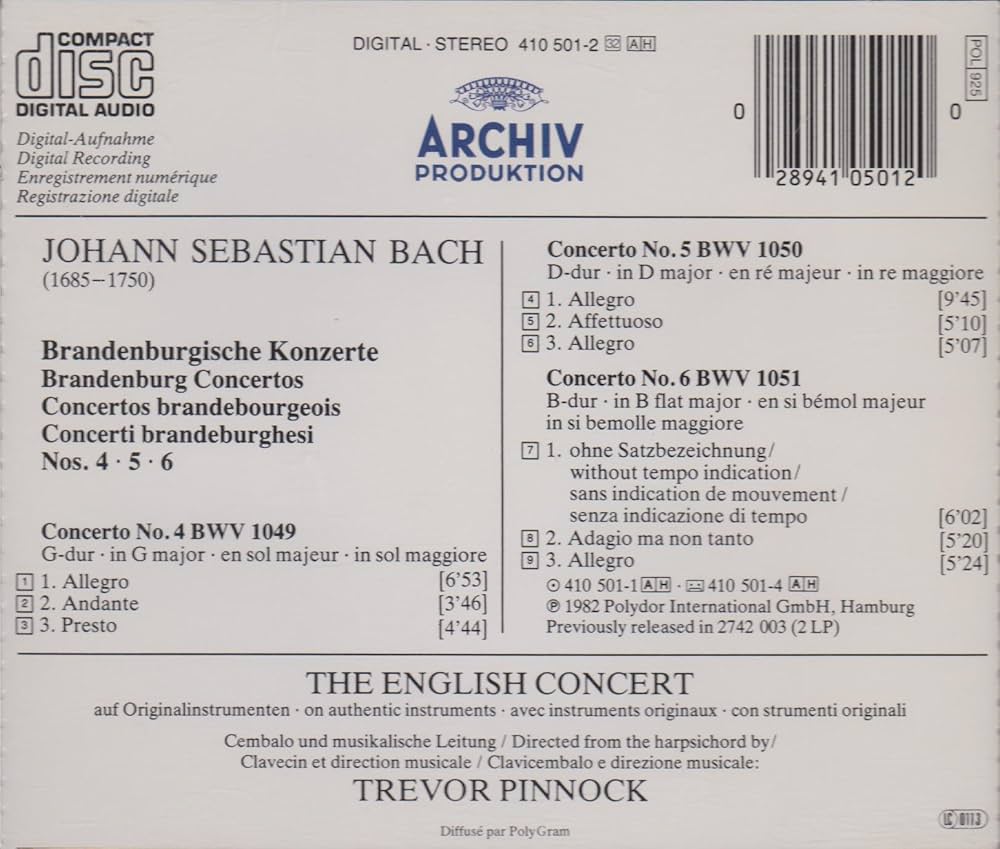 COMPACT
disc
DIGITAL AUDIO
Digital-Aufnahme
Digital Recording
Enregistrement numérique
Registrazione digitale
DIGITAL · STEREO 410 501-2 32 AH
ARCHIV
PRODUKTION
0 28941 05012 0
POL 925
JOHANN SEBASTIAN BACH
(1685–1750)
Brandenburgische Konzerte
Brandenburg Concertos
Concertos brandebourgeois
Concerti brandeburghesi
Nos. 4 · 5 · 6
Concerto No. 4 BWV 1049
G-dur · in G major · en sol majeur · in sol maggiore
1 1. Allegro [6'53]
2 2. Andante [3'46]
3 3. Presto [4'44]
Concerto No. 5 BWV 1050
D-dur · in D major · en ré majeur · in re maggiore
4 1. Allegro [9'45]
5 2. Affettuoso [5'10]
6 3. Allegro [5'07]
Concerto No. 6 BWV 1051
B-dur · in B flat major · en si bémol majeur
in si bemolle maggiore
7 1. ohne Satzbezeichnung/
without tempo indication/
sans indication de mouvement/
senza indicazione di tempo [6'02]
8 2. Adagio ma non tanto [5'20]
9 3. Allegro [5'24]
410 501-1 AH · 410 501-4 AH
℗ 1982 Polydor International GmbH, Hamburg
Previously released in 2742 003 (2 LP)
THE ENGLISH CONCERT
auf Originalinstrumenten · on authentic instruments · avec instruments originaux · con strumenti originali
Cembalo und musikalische Leitung / Directed from the harpsichord by/
Clavecin et direction musicale / Clavicembalo e direzione musicale:
TREVOR PINNOCK
Diffusé par PolyGram
LC 0113